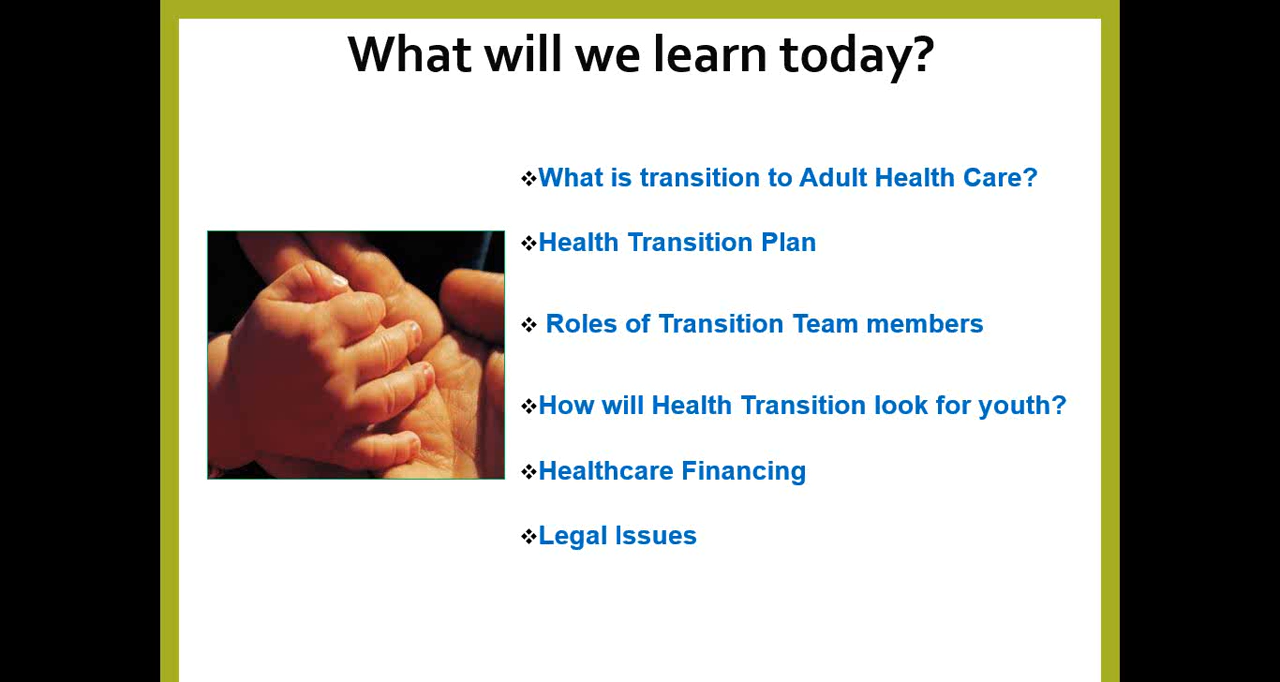 What will we learn today?
❖What is transition to Adult Health Care?
❖Health Transition Plan
❖ Roles of Transition Team members
❖How will Health Transition look for youth?
❖Healthcare Financing
❖Legal Issues